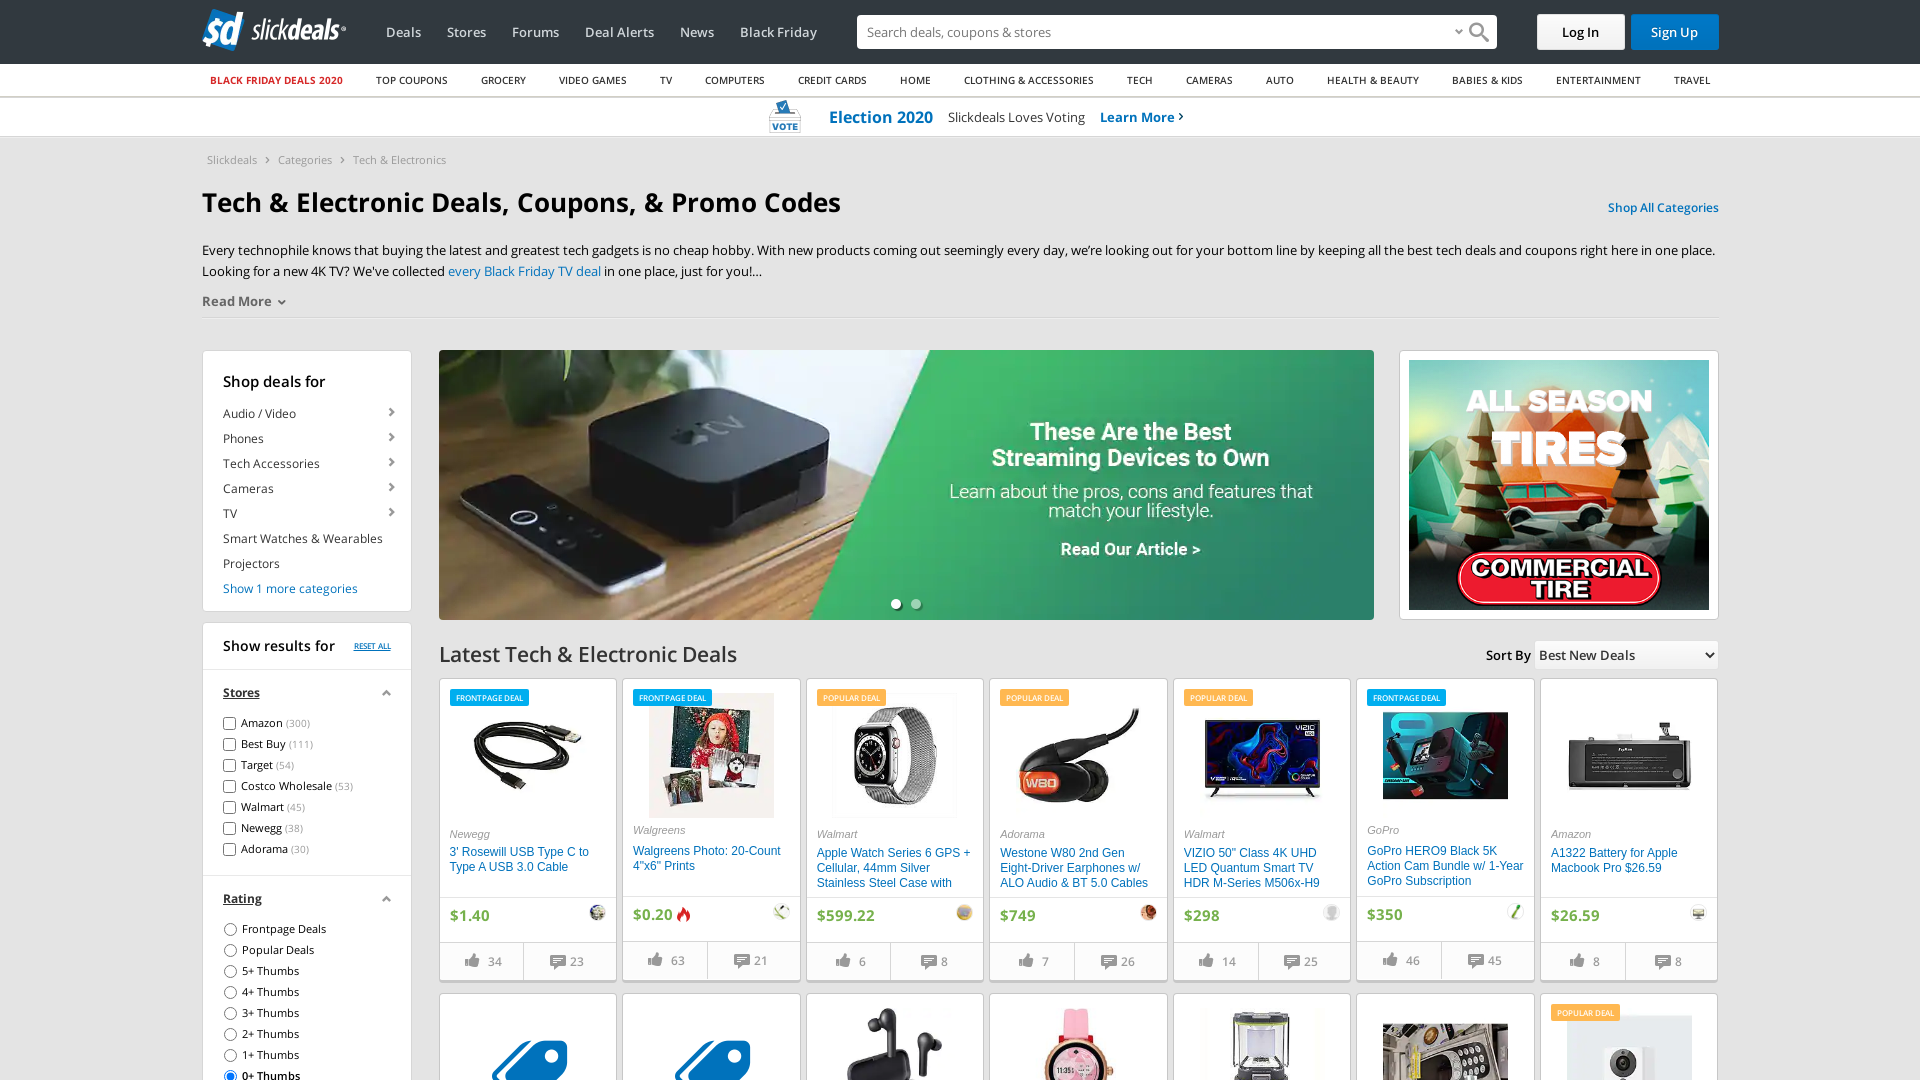 slickdeals
Deals
Stores
Forums
Deal Alerts
News
Black Friday
Search deals, coupons & stores
Log In
Sign Up
BLACK FRIDAY DEALS 2020
TOP COUPONS
GROCERY
VIDEO GAMES
TV
COMPUTERS
CREDIT CARDS
HOME
CLOTHING & ACCESSORIES
TECH
CAMERAS
AUTO
HEALTH & BEAUTY
BABIES & KIDS
ENTERTAINMENT
TRAVEL
VOTE
Election 2020
Slickdeals Loves Voting
Learn More
Slickdeals > Categories > Tech & Electronics
Tech & Electronic Deals, Coupons, & Promo Codes
Shop All Categories
Every technophile knows that buying the latest and greatest tech gadgets is no cheap hobby. With new products coming out seemingly every day, we’re looking out for your bottom line by keeping all the best tech deals and coupons right here in one place.
Looking for a new 4K TV? We've collected every Black Friday TV deal in one place, just for you!...
Read More
Shop deals for
Audio / Video
Phones
Tech Accessories
Cameras
TV
Smart Watches & Wearables
Projectors
Show 1 more categories
tv
These Are the Best
Streaming Devices to Own
Learn about the pros, cons and features that
match your lifestyle.
Read Our Article >
ALL SEASON
TIRES
COMMERCIAL
TIRE
Show results for
RESET ALL
Stores
Amazon (300)
Best Buy (111)
Target (54)
Costco Wholesale (53)
Walmart (45)
Newegg (38)
Adorama (30)
Rating
Frontpage Deals
Popular Deals
5+ Thumbs
4+ Thumbs
3+ Thumbs
2+ Thumbs
1+ Thumbs
0+ Thumbs
Latest Tech & Electronic Deals
Sort By
Best New Deals
FRONTPAGE DEAL
Newegg
3' Rosewill USB Type C to
Type A USB 3.0 Cable
$1.40
34
23
FRONTPAGE DEAL
Walgreens
Walgreens Photo: 20-Count
4"x6" Prints
$0.20
63
21
POPULAR DEAL
Walmart
Apple Watch Series 6 GPS +
Cellular, 44mm Silver
Stainless Steel Case with
$599.22
6
8
POPULAR DEAL
W80
Adorama
Westone W80 2nd Gen
Eight-Driver Earphones w/
ALO Audio & BT 5.0 Cables
$749
7
26
POPULAR DEAL
VIZIO
Walmart
VIZIO 50" Class 4K UHD
LED Quantum Smart TV
HDR M-Series M506x-H9
$298
14
25
FRONTPAGE DEAL
GoPro
GoPro HERO9 Black 5K
Action Cam Bundle w/ 1-Year
GoPro Subscription
$350
46
45
Amazon
A1322 Battery for Apple
Macbook Pro $26.59
$26.59
8
8
POPULAR DEAL